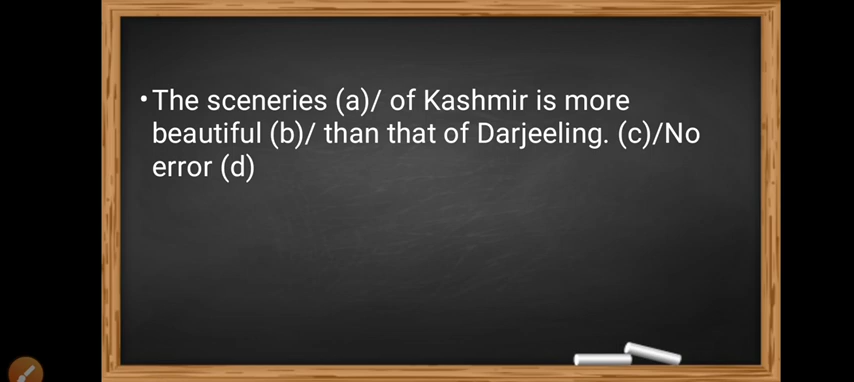 •The sceneries (a)/ of Kashmir is more
beautiful (b)/ than that of Darjeeling. (c)/No
error (d)